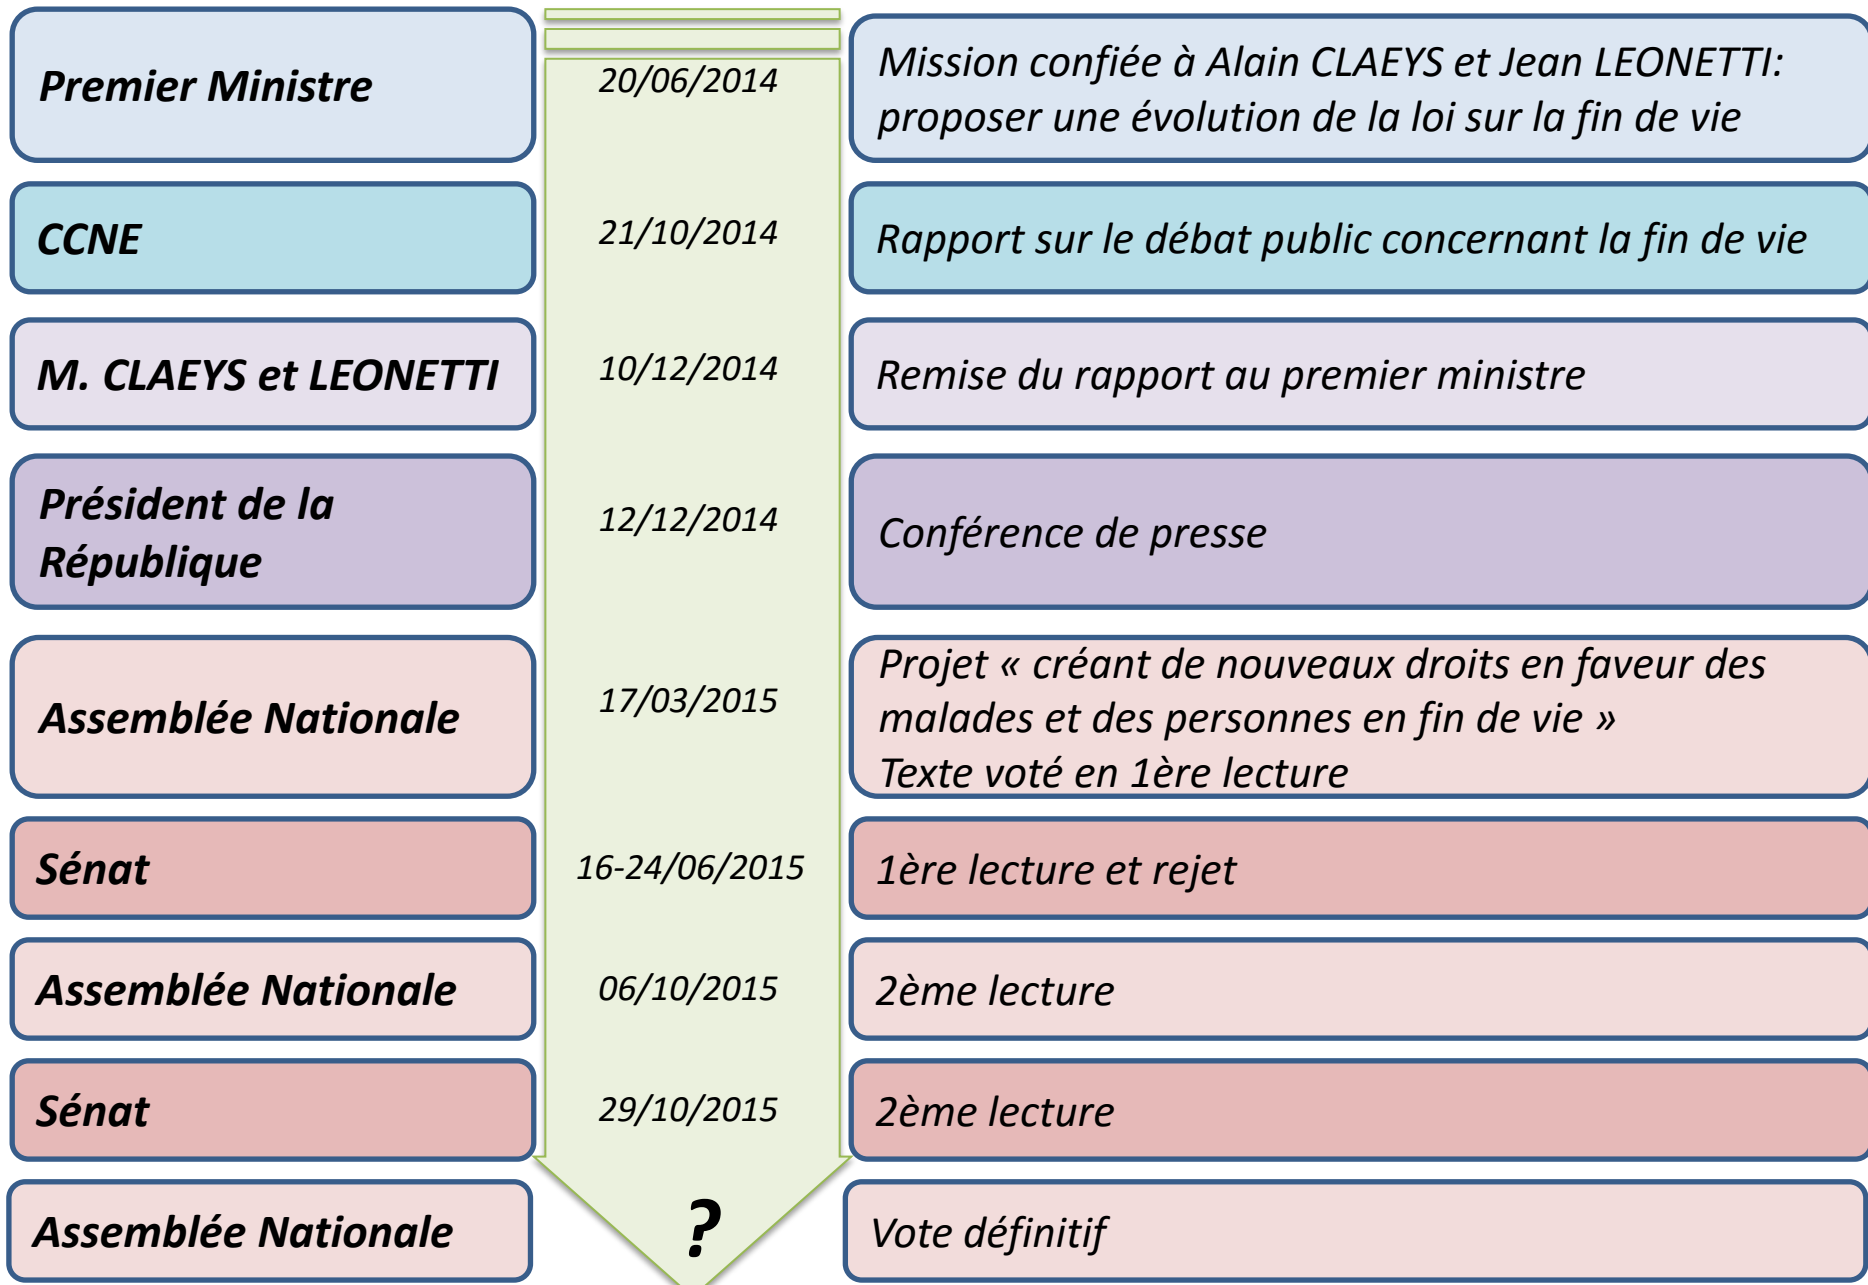 Premier Ministre
20/06/2014
Mission confiée à Alain CLAEYS et Jean LEONETTI:
proposer une évolution de la loi sur la fin de vie
CCNE
21/10/2014
Rapport sur le débat public concernant la fin de vie
M. CLAEYS et LEONETTI
10/12/2014
Remise du rapport au premier ministre
Président de la
République
12/12/2014
Conférence de presse
Assemblée Nationale
17/03/2015
Projet « créant de nouveaux droits en faveur des
malades et des personnes en fin de vie »
Texte voté en 1ère lecture
Sénat
16-24/06/2015
1ère lecture et rejet
Assemblée Nationale
06/10/2015
2ème lecture
Sénat
29/10/2015
2ème lecture
Assemblée Nationale
?
Vote définitif